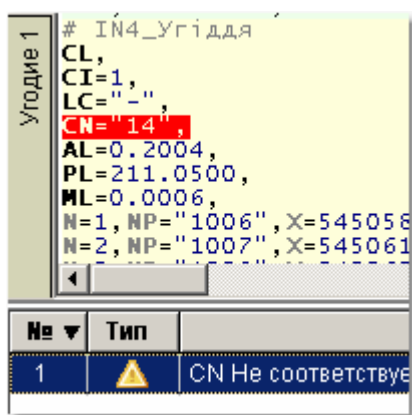 Угодие 1
# IN4_Угіддя
CL,
CI=1,
LC="-",
CN="14",
AL=0.2004,
PL=211.0500,
ML=0.0006,
N=1,NP="1006",X=545058
N=2,NP="1007",X=545061
№ Тип
1 CN Не соответствуе